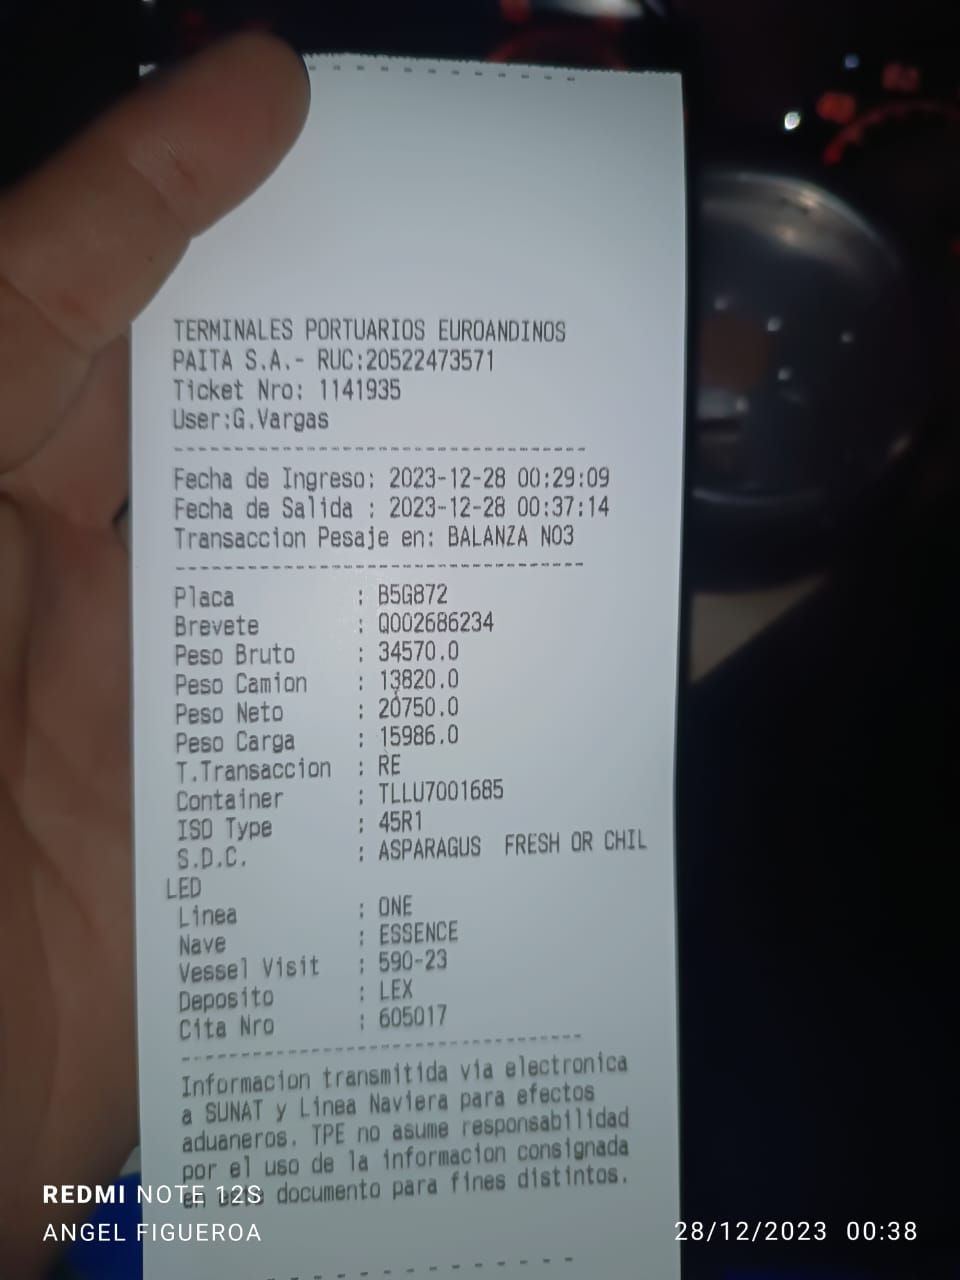 TERMINALES PORTUARIOS EUROANDINOS
PAITA S.A.- RUC:20522473571
Ticket Nro: 1141935
User:G.Vargas
----------------------------------
Fecha de Ingreso: 2023-12-28 00:29:09
Fecha de Salida : 2023-12-28 00:37:14
Transaccion Pesaje en: BALANZA NO3
----------------------------------
Placa : B5G872
Brevete : Q002686234
Peso Bruto : 34570.0
Peso Camion : 13820.0
Peso Neto : 20750.0
Peso Carga : 15986.0
T.Transaccion : RE
Container : TLLU7001685
ISO Type : 45R1
S.D.C. : ASPARAGUS FRESH OR CHIL
LED
Linea : ONE
Nave : ESSENCE
Vessel Visit : 590-23
Deposito : LEX
Cita Nro : 605017
----------------------------------
Informacion transmitida via electronica
a SUNAT y Linea Naviera para efectos
aduaneros. TPE no asume responsabilidad
por el uso de la informacion consignada
en este documento para fines distintos.
REDMI NOTE 12S
ANGEL FIGUEROA
28/12/2023 00:38